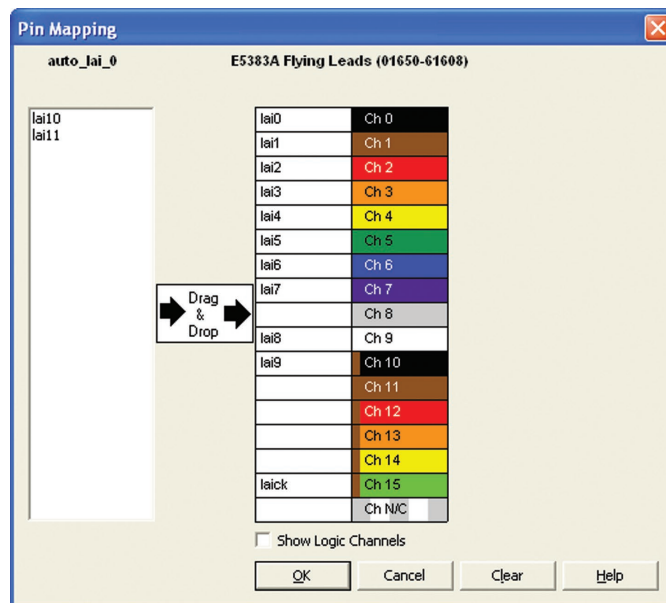 Pin Mapping
auto_lai_0
E5383A Flying Leads (01650-61608)
lai10
lai11
Drag
&
Drop
lai0 Ch 0
lai1 Ch 1
lai2 Ch 2
lai3 Ch 3
lai4 Ch 4
lai5 Ch 5
lai6 Ch 6
lai7 Ch 7
Ch 8
lai8 Ch 9
lai9 Ch 10
Ch 11
Ch 12
Ch 13
Ch 14
laick Ch 15
Ch N/C
Show Logic Channels
OK
Cancel
Clear
Help